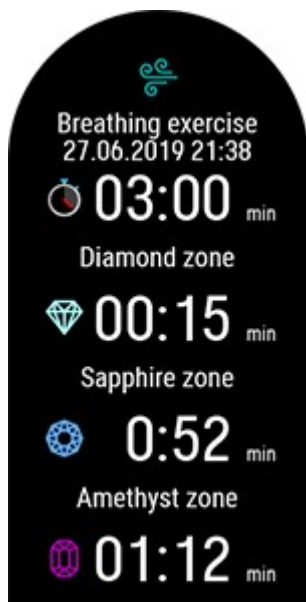 Breathing exercise
27.06.2019 21:38
03:00 min
Diamond zone
00:15 min
Sapphire zone
0:52 min
Amethyst zone
01:12 min